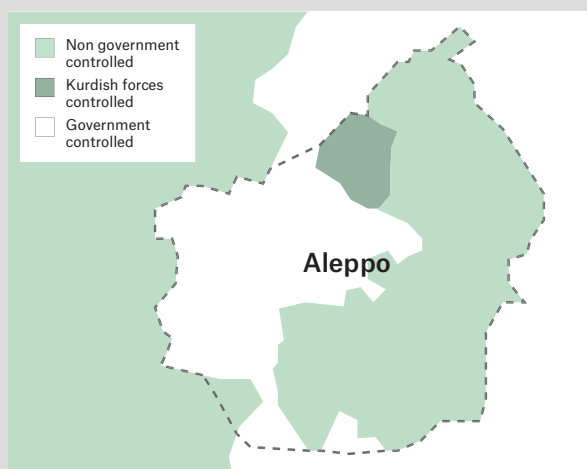 Non government
controlled
Kurdish forces
controlled
Government
controlled
Aleppo